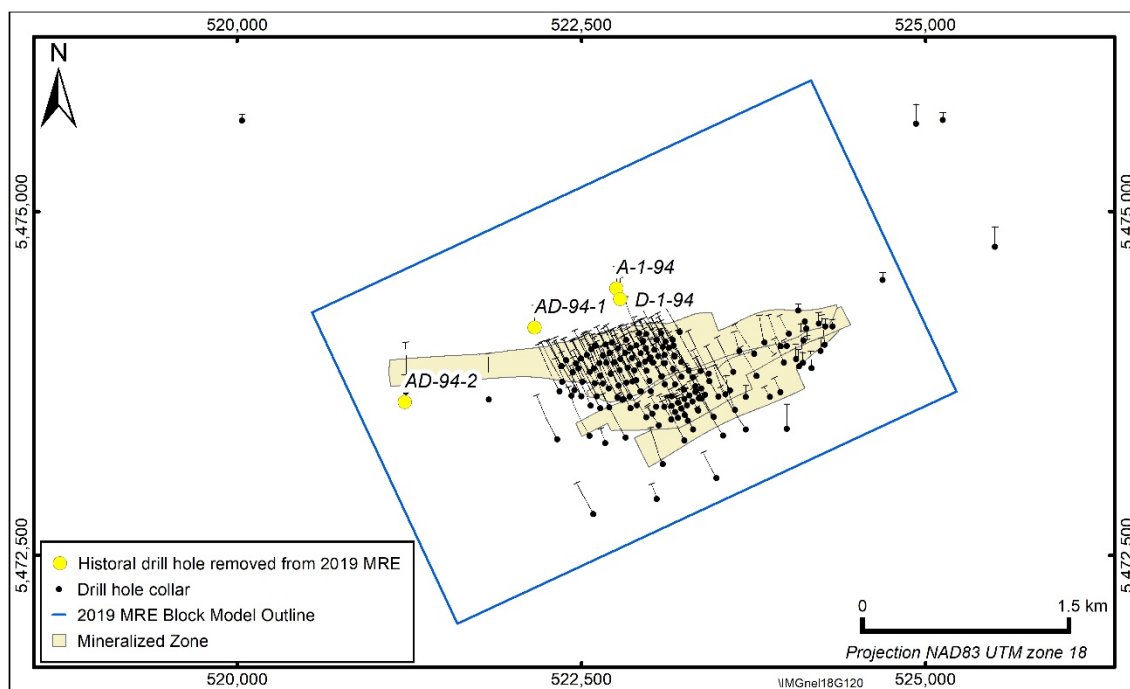 520,000 522,500 525,000
N
5,475,000 5,475,000
A-1-94
D-1-94
AD-94-1
AD-94-2
5,472,500 5,472,500
Historal drill hole removed from 2019 MRE
Drill hole collar
2019 MRE Block Model Outline
Mineralized Zone
0 1.5 km
Projection NAD83 UTM zone 18
520,000 522,500 525,000
\IMGnel18G120